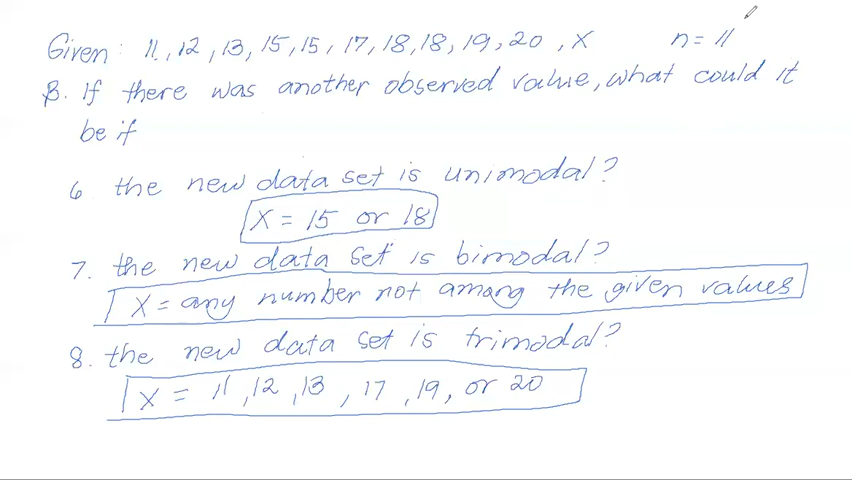 Given: 11, 12, 13, 15, 15, 17, 18, 18, 19, 20, X n = 11
B. If there was another observed value, what could it
be if
6 the new data set is unimodal?
X = 15 or 18
7. the new data set is bimodal?
X = any number not among the given values
8. the new data set is trimodal?
X = 11, 12, 13, 17, 19, or 20